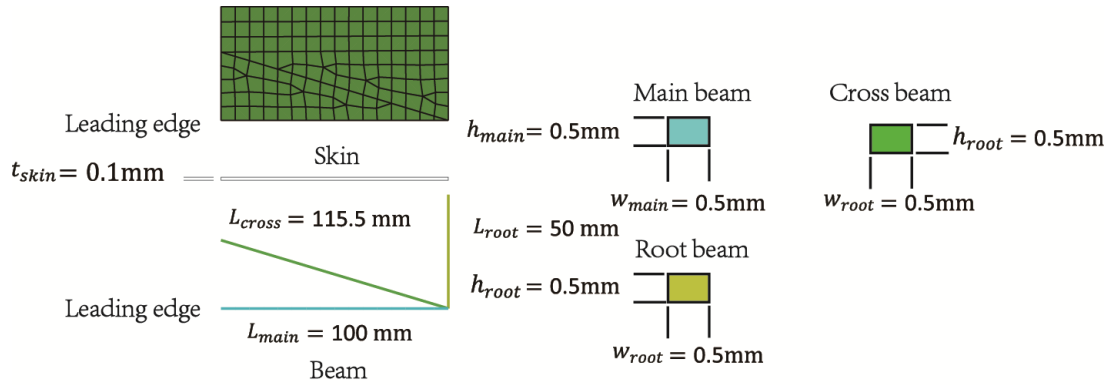 Leading edge
t_skin = 0.1mm
Skin
L_cross = 115.5 mm
Leading edge
L_main = 100 mm
Beam
Main beam
h_main = 0.5mm
w_main = 0.5mm
L_root = 50 mm
Root beam
h_root = 0.5mm
w_root = 0.5mm
Cross beam
h_root = 0.5mm
w_root = 0.5mm